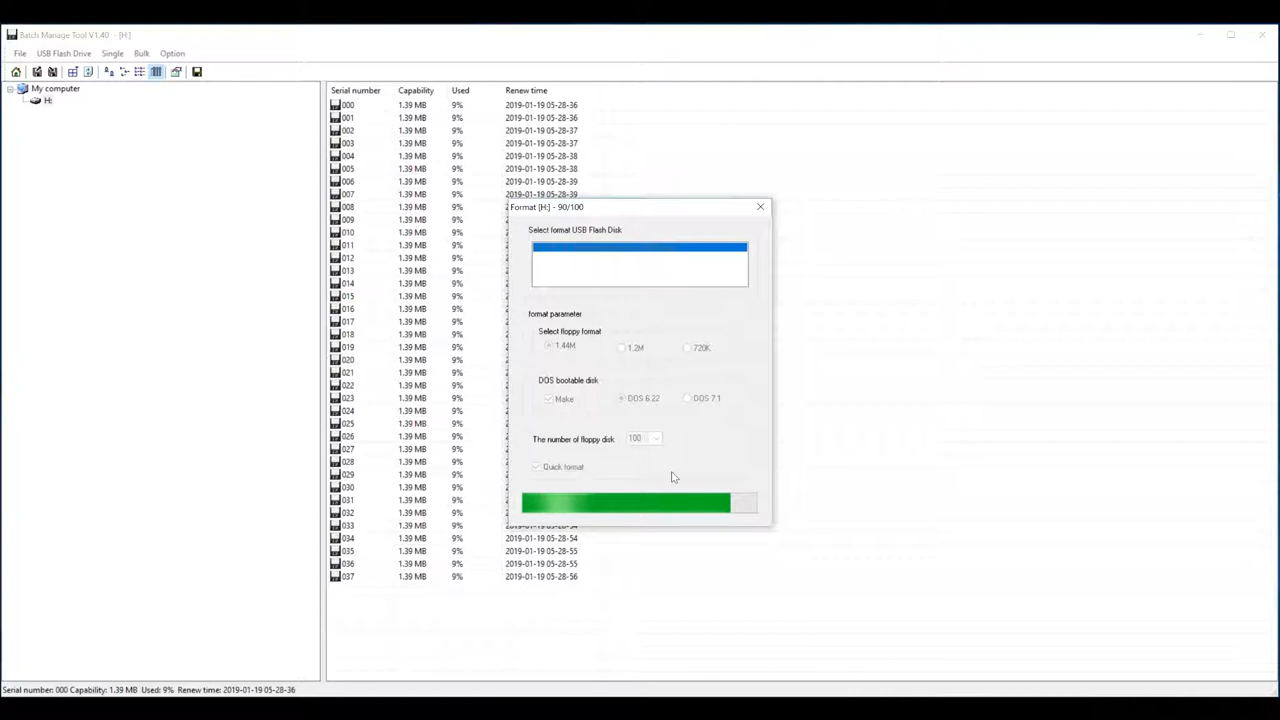 Batch Manage Tool V1.40 - [H:]
File USB Flash Drive Single Bulk Option
My computer
H:
Serial number Capability Used Renew time
000 1.39 MB 9% 2019-01-19 05-28-36
001 1.39 MB 9% 2019-01-19 05-28-36
002 1.39 MB 9% 2019-01-19 05-28-37
003 1.39 MB 9% 2019-01-19 05-28-37
004 1.39 MB 9% 2019-01-19 05-28-38
005 1.39 MB 9% 2019-01-19 05-28-38
006 1.39 MB 9% 2019-01-19 05-28-39
007 1.39 MB 9% 2019-01-19 05-28-39
008 1.39 MB 9%
009 1.39 MB 9%
010 1.39 MB 9%
011 1.39 MB 9%
012 1.39 MB 9%
013 1.39 MB 9%
014 1.39 MB 9%
015 1.39 MB 9%
016 1.39 MB 9%
017 1.39 MB 9%
018 1.39 MB 9%
019 1.39 MB 9%
020 1.39 MB 9%
021 1.39 MB 9%
022 1.39 MB 9%
023 1.39 MB 9%
024 1.39 MB 9%
025 1.39 MB 9%
026 1.39 MB 9%
027 1.39 MB 9%
028 1.39 MB 9%
029 1.39 MB 9%
030 1.39 MB 9%
031 1.39 MB 9%
032 1.39 MB 9%
033 1.39 MB 9% 2019-01-19 05-28-54
034 1.39 MB 9% 2019-01-19 05-28-54
035 1.39 MB 9% 2019-01-19 05-28-55
036 1.39 MB 9% 2019-01-19 05-28-55
037 1.39 MB 9% 2019-01-19 05-28-56
Format [H:] - 90/100
Select format USB Flash Disk
format parameter
Select floppy format
1.44M 1.2M 720K
DOS bootable disk
Make DOS 6.22 DOS 7.1
The number of floppy disk 100
Quick format
Serial number: 000 Capability: 1.39 MB Used: 9% Renew time: 2019-01-19 05-28-36